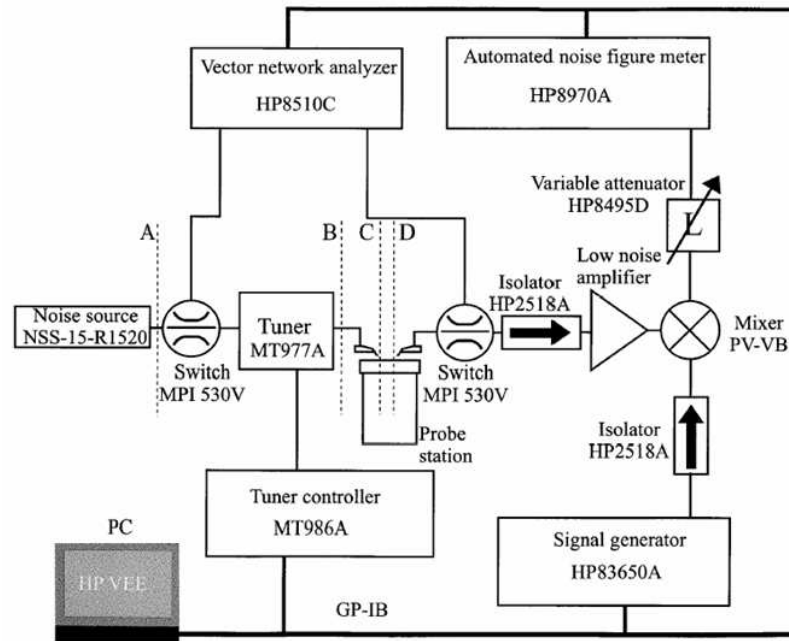 Vector network analyzer
HP8510C
Automated noise figure meter
HP8970A
Variable attenuator
HP8495D
L
A
B
C
D
Low noise
amplifier
Isolator
HP2518A
Noise source
NSS-15-R1520
Tuner
MT977A
Switch
MPI 530V
Switch
MPI 530V
Mixer
PV-VB
Probe
station
Isolator
HP2518A
Tuner controller
MT986A
PC
HP VEE
Signal generator
HP83650A
GP-IB